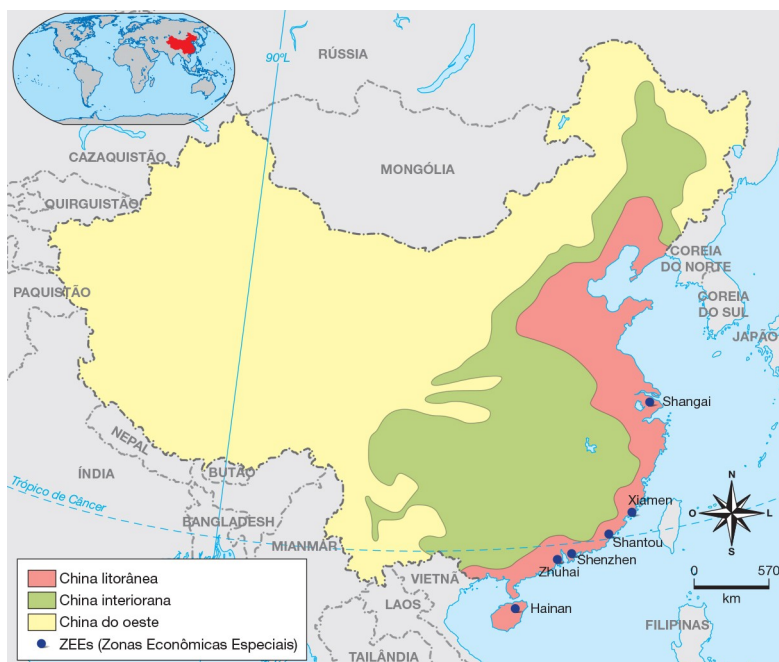 90ºL
RÚSSIA
CAZAQUISTÃO
MONGÓLIA
QUIRGUISTÃO
COREIA
DO NORTE
PAQUISTÃO
COREIA
DO SUL
JAPÃO
Shangai
NEPAL
BUTÃO
ÍNDIA
Trópico de Câncer
BANGLADESH
MIANMAR
Xiamen
Shantou
Shenzhen
Zhuhai
N
O
L
S
VIETNÃ
LAOS
Hainan
0
570
km
FILIPINAS
TAILÂNDIA
China litorânea
China interiorana
China do oeste
ZEEs (Zonas Econômicas Especiais)